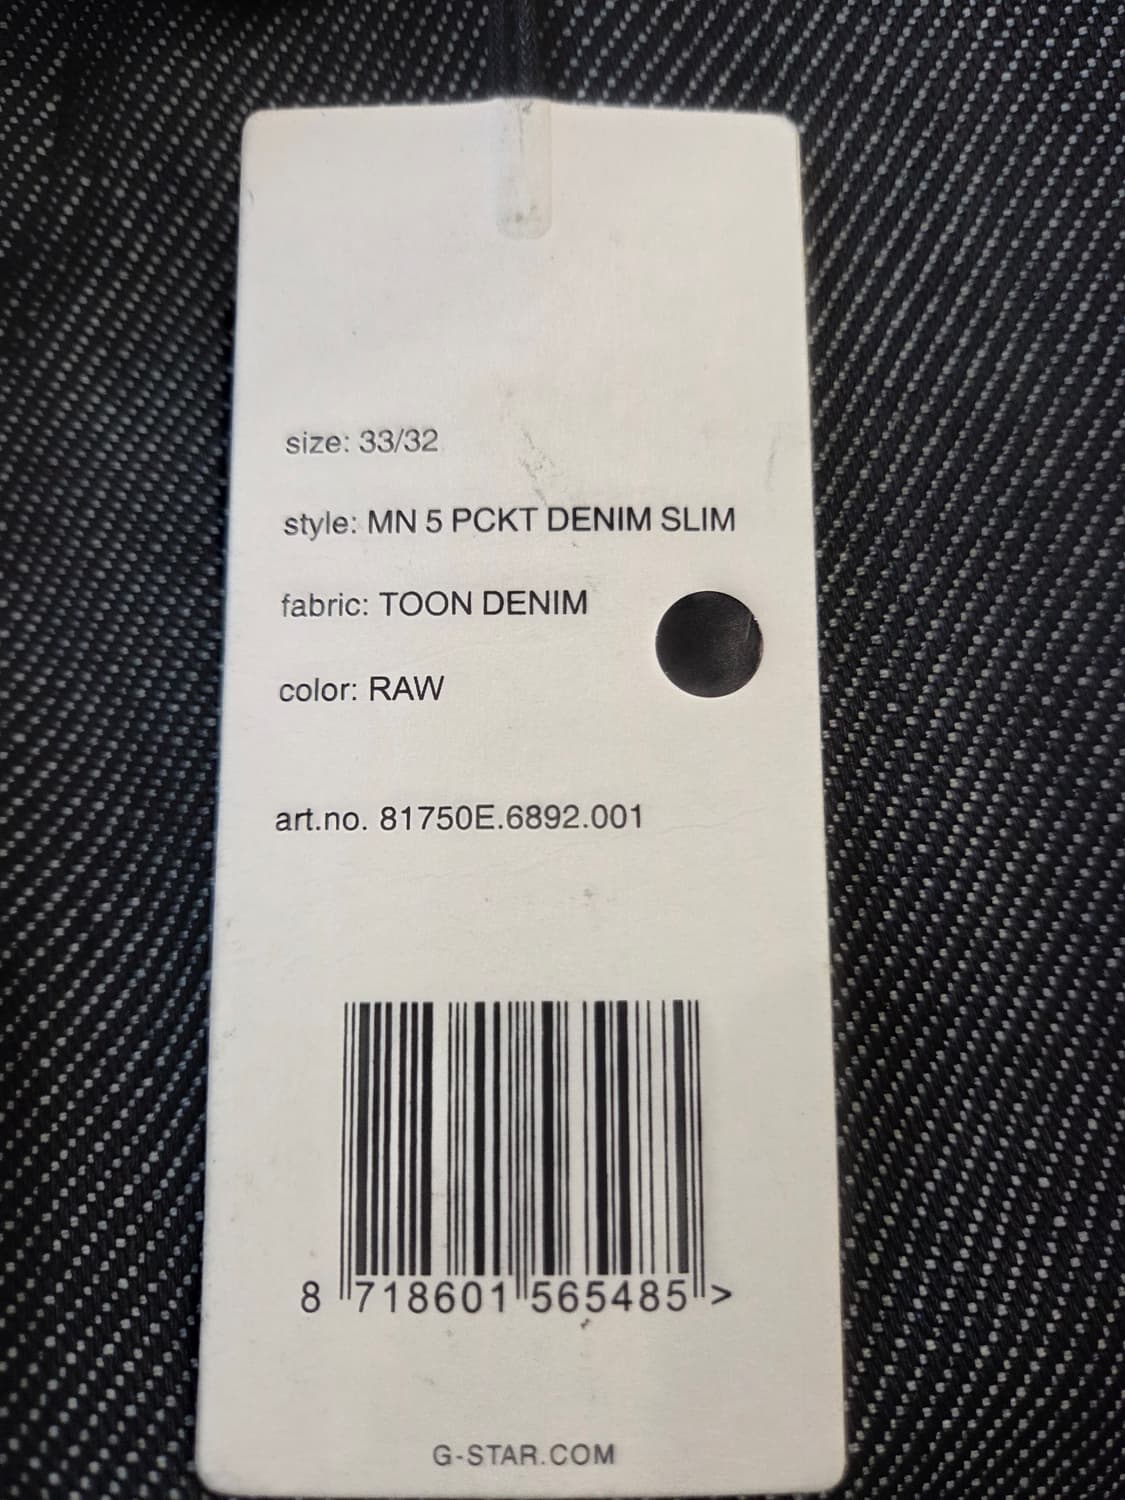 size: 33/32
style: MN 5 PCKT DENIM SLIM
fabric: TOON DENIM
color: RAW
art.no. 81750E.6892.001
8 718601 565485 >
G-STAR.COM